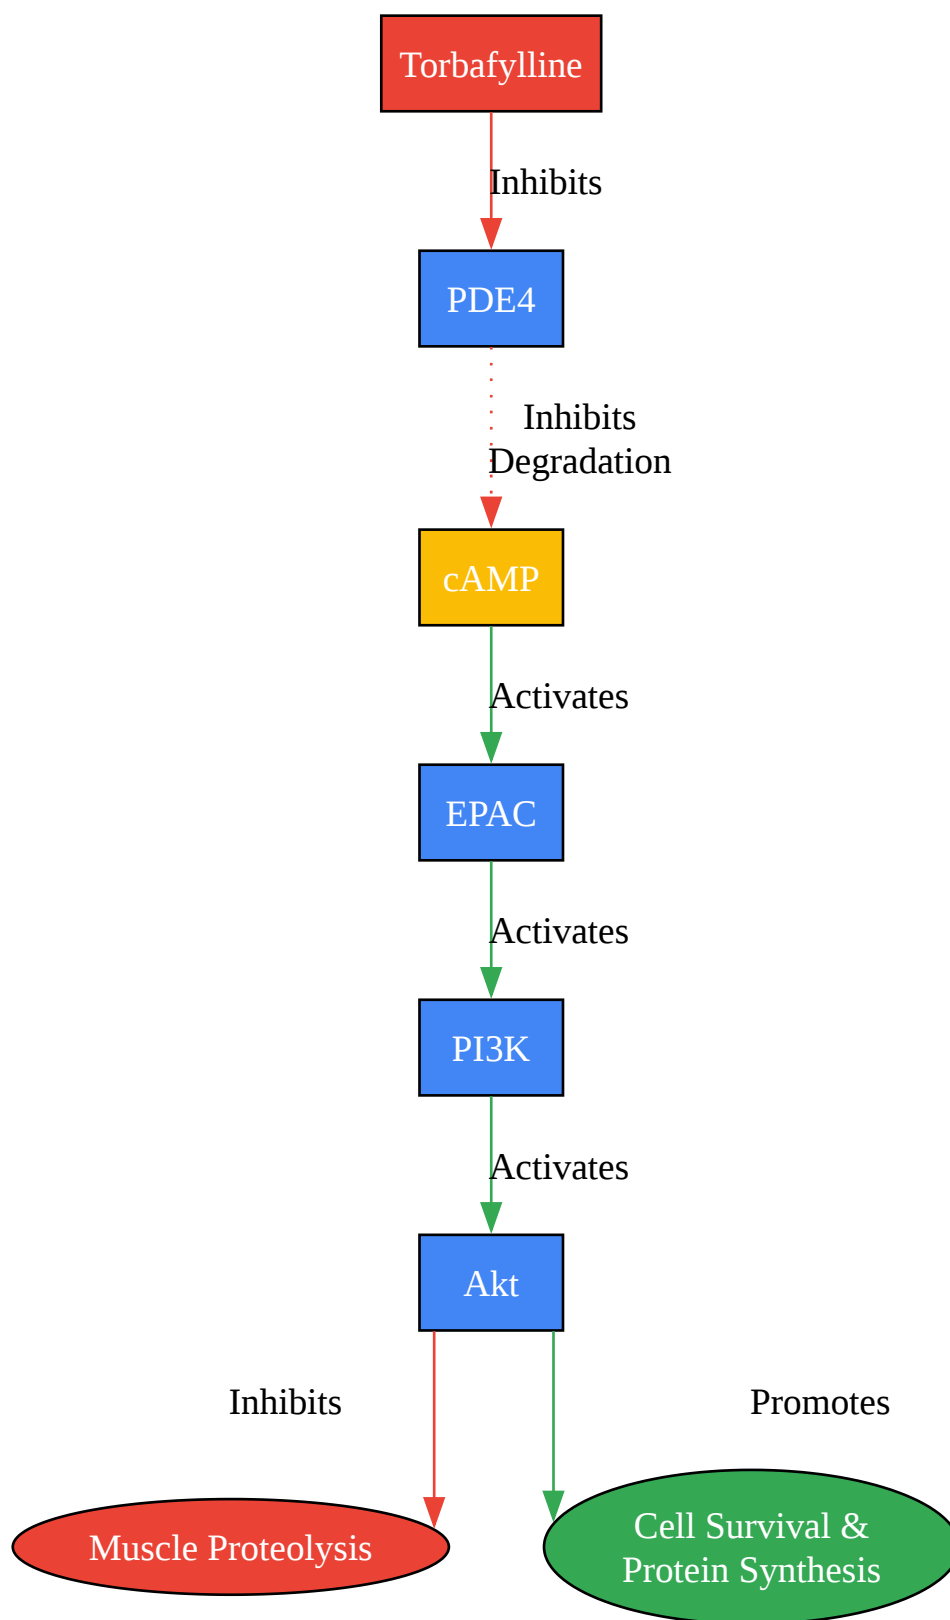 Torbafylline
Inhibits
PDE4
Inhibits
Degradation
cAMP
Activates
EPAC
Activates
PI3K
Activates
Akt
Inhibits
Promotes
Muscle Proteolysis
Cell Survival &
Protein Synthesis